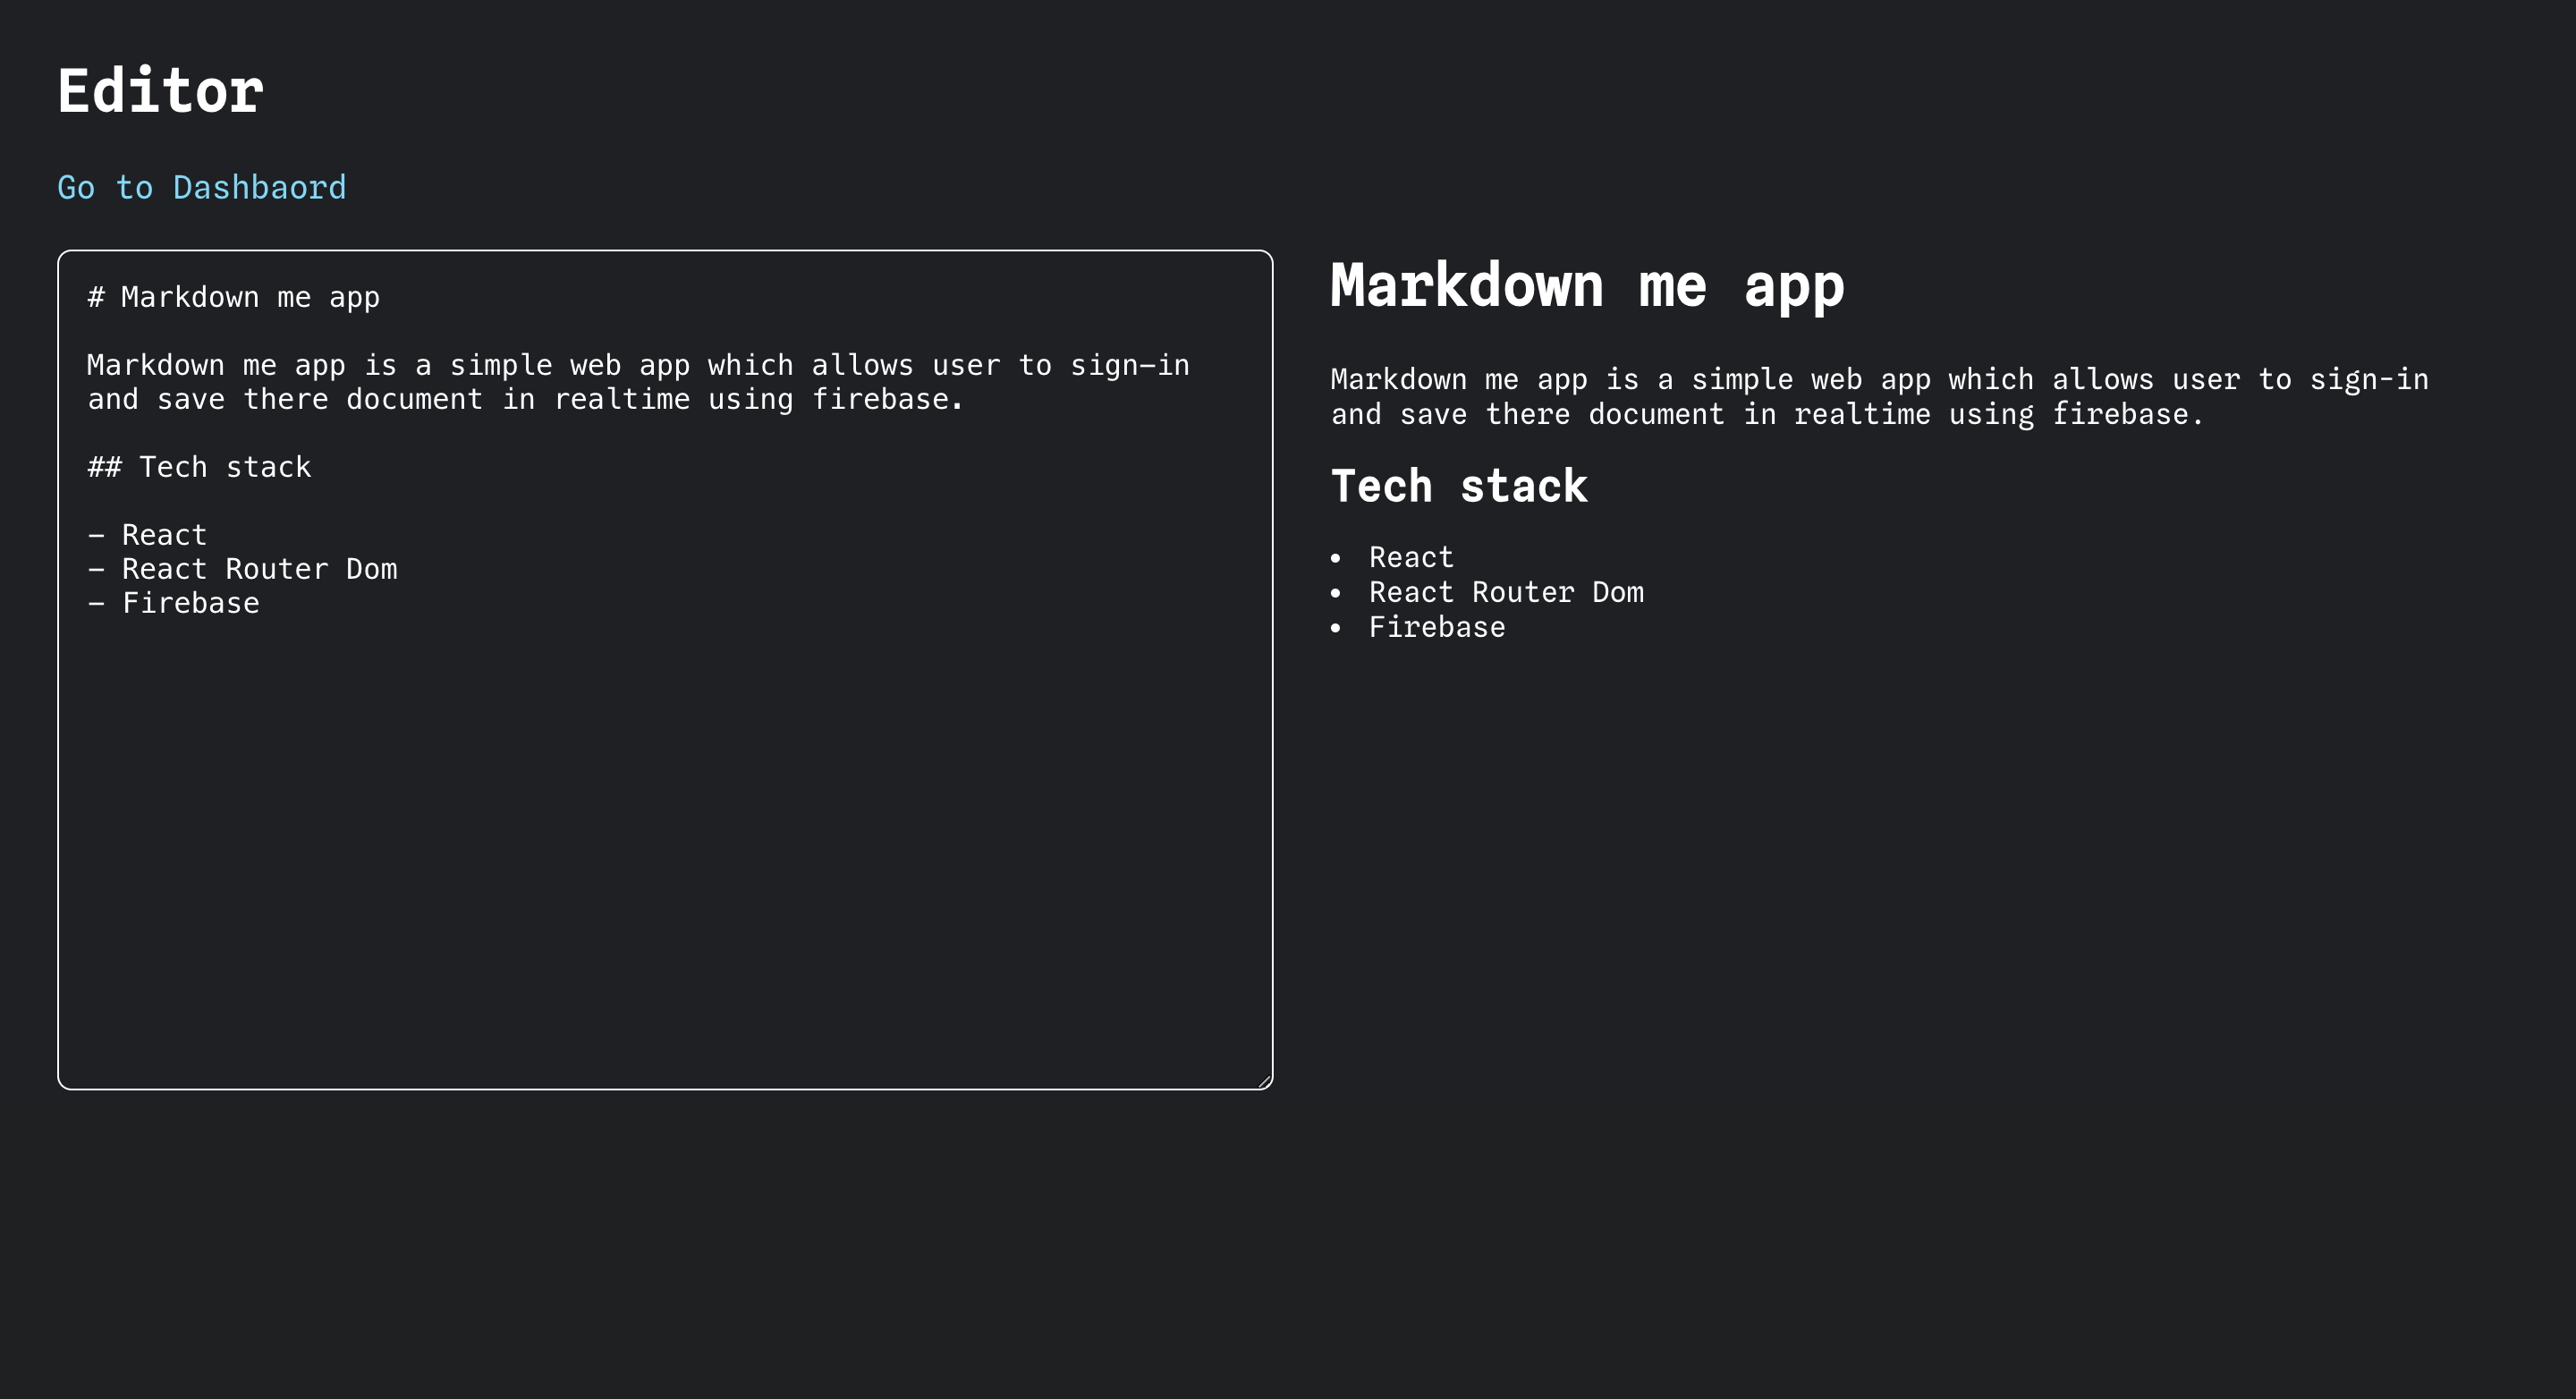 Editor
Go to Dashbaord
# Markdown me app
Markdown me app is a simple web app which allows user to sign-in
and save there document in realtime using firebase.
## Tech stack
- React
- React Router Dom
- Firebase
Markdown me app
Markdown me app is a simple web app which allows user to sign-in
and save there document in realtime using firebase.
Tech stack
• React
• React Router Dom
• Firebase